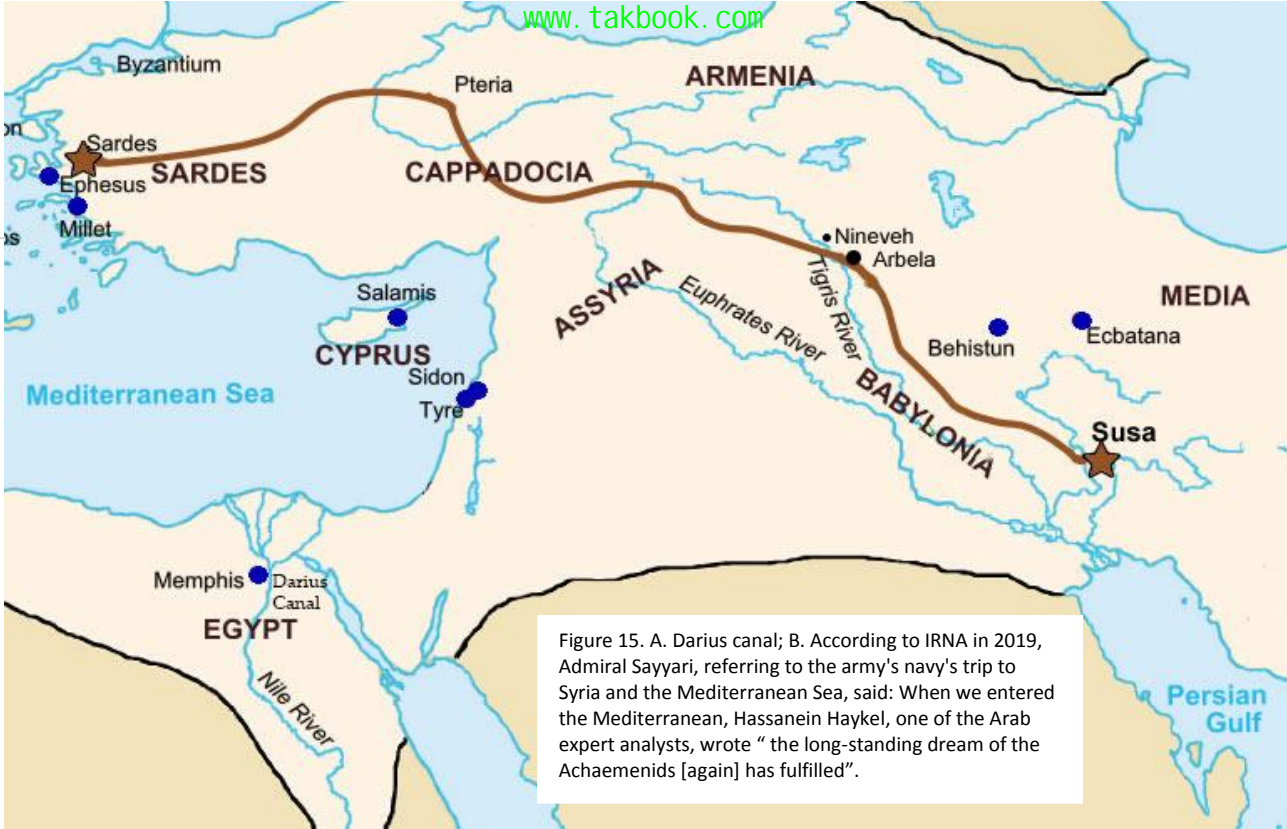 www.takbook.com
Byzantium
Pteria
ARMENIA
on
Sardes
SARDES
CAPPADOCIA
Ephesus
Millet
os
Nineveh
Arbela
Tigris River
ASSYRIA
Euphrates River
MEDIA
Salamis
CYPRUS
Behistun
Ecbatana
Sidon
Tyre
Mediterranean Sea
BABYLONIA
Susa
Memphis
Darius
Canal
EGYPT
Nile River
Persian
Gulf
Figure 15. A. Darius canal; B. According to IRNA in 2019,
Admiral Sayyari, referring to the army's navy's trip to
Syria and the Mediterranean Sea, said: When we entered
the Mediterranean, Hassanein Haykel, one of the Arab
expert analysts, wrote “ the long-standing dream of the
Achaemenids [again] has fulfilled”.